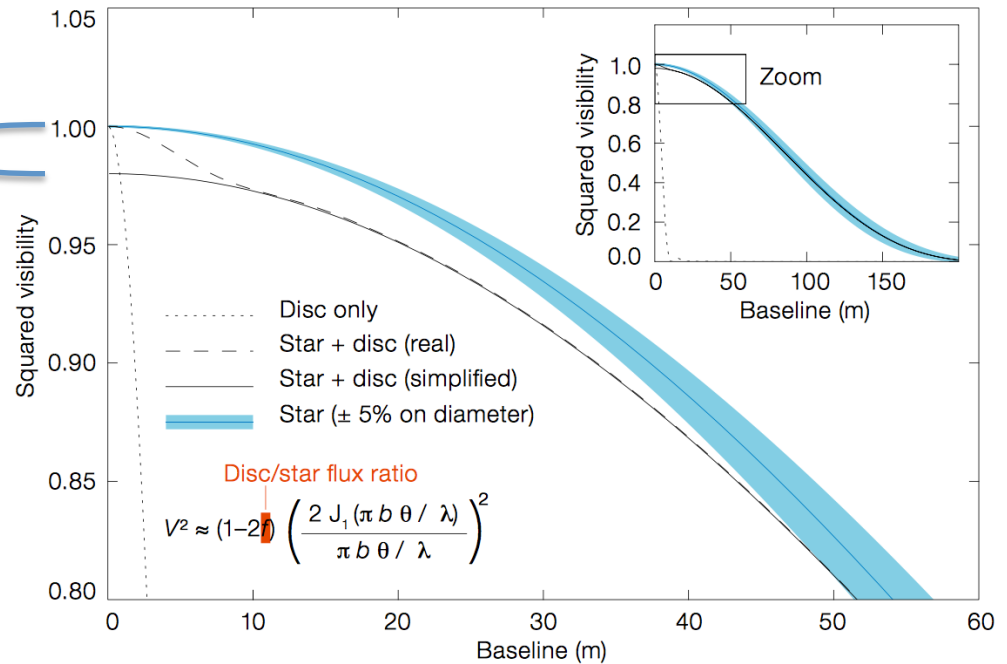 1.05
1.00
0.95
0.90
0.85
0.80
Squared visibility
0
10
20
30
40
50
60
Baseline (m)
Disc only
Star + disc (real)
Star + disc (simplified)
Star (± 5% on diameter)
Disc/star flux ratio
V² ≈ (1–2f) ( 2 J₁(π b θ / λ) / π b θ / λ )²
1.0
0.8
0.6
0.4
0.2
0.0
Squared visibility
Zoom
0
50
100
150
Baseline (m)